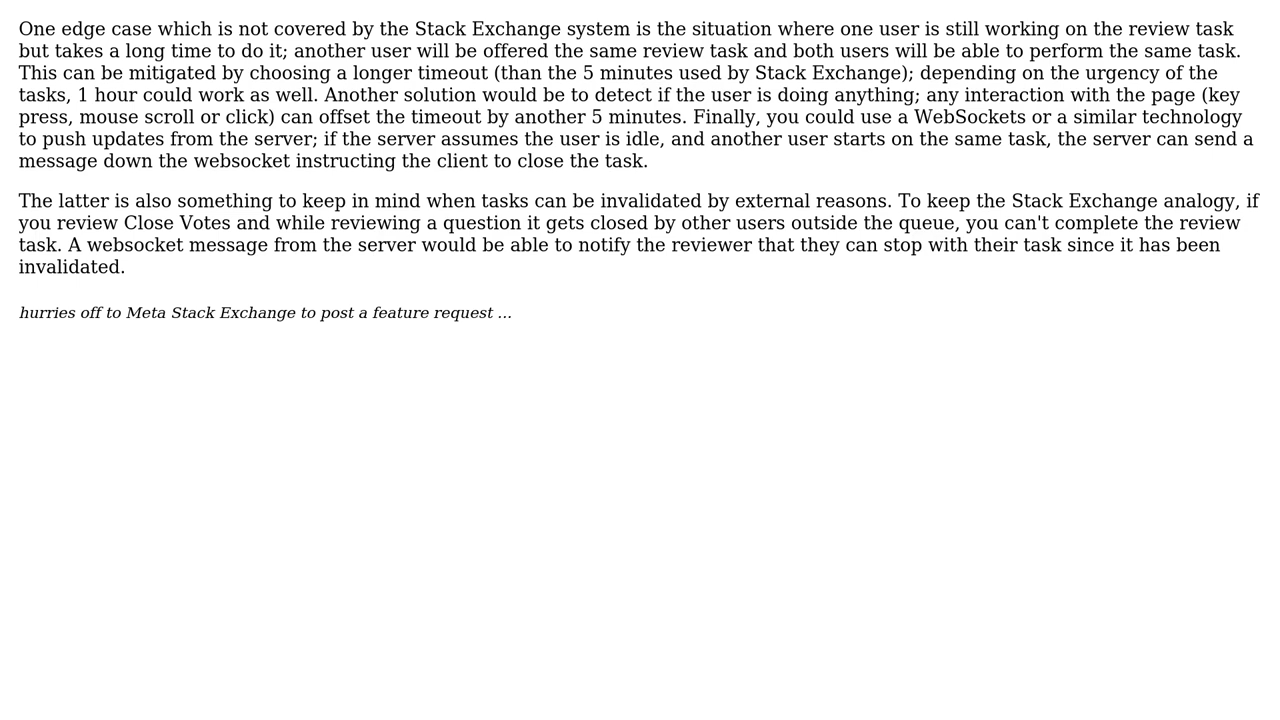 One edge case which is not covered by the Stack Exchange system is the situation where one user is still working on the review task
but takes a long time to do it; another user will be offered the same review task and both users will be able to perform the same task.
This can be mitigated by choosing a longer timeout (than the 5 minutes used by Stack Exchange); depending on the urgency of the
tasks, 1 hour could work as well. Another solution would be to detect if the user is doing anything; any interaction with the page (key
press, mouse scroll or click) can offset the timeout by another 5 minutes. Finally, you could use a WebSockets or a similar technology
to push updates from the server; if the server assumes the user is idle, and another user starts on the same task, the server can send a
message down the websocket instructing the client to close the task.
The latter is also something to keep in mind when tasks can be invalidated by external reasons. To keep the Stack Exchange analogy, if
you review Close Votes and while reviewing a question it gets closed by other users outside the queue, you can't complete the review
task. A websocket message from the server would be able to notify the reviewer that they can stop with their task since it has been
invalidated.
hurries off to Meta Stack Exchange to post a feature request ...